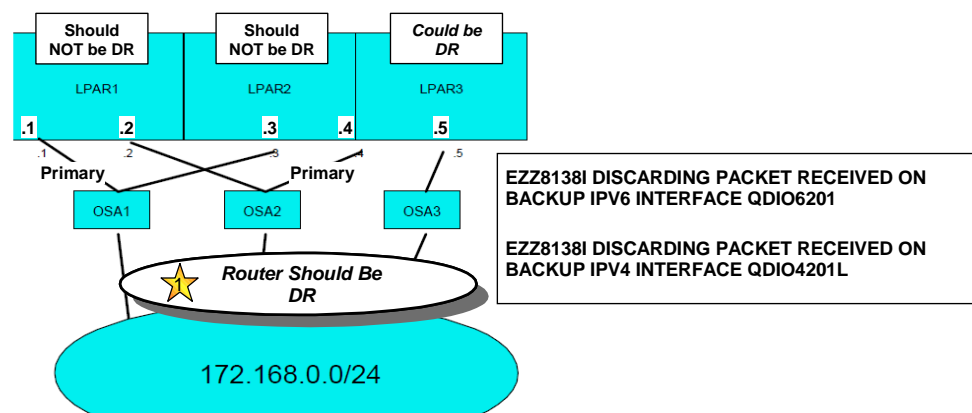 Should
NOT be DR
Should
NOT be DR
Could be
DR
LPAR1
LPAR2
LPAR3
.1
.2
.3
.4
.5
.1
.2
.3
.4
.5
Primary
Primary
OSA1
OSA2
OSA3
EZZ8138I DISCARDING PACKET RECEIVED ON
BACKUP IPV6 INTERFACE QDIO6201
EZZ8138I DISCARDING PACKET RECEIVED ON
BACKUP IPV4 INTERFACE QDIO4201L
1
Router Should Be
DR
172.168.0.0/24